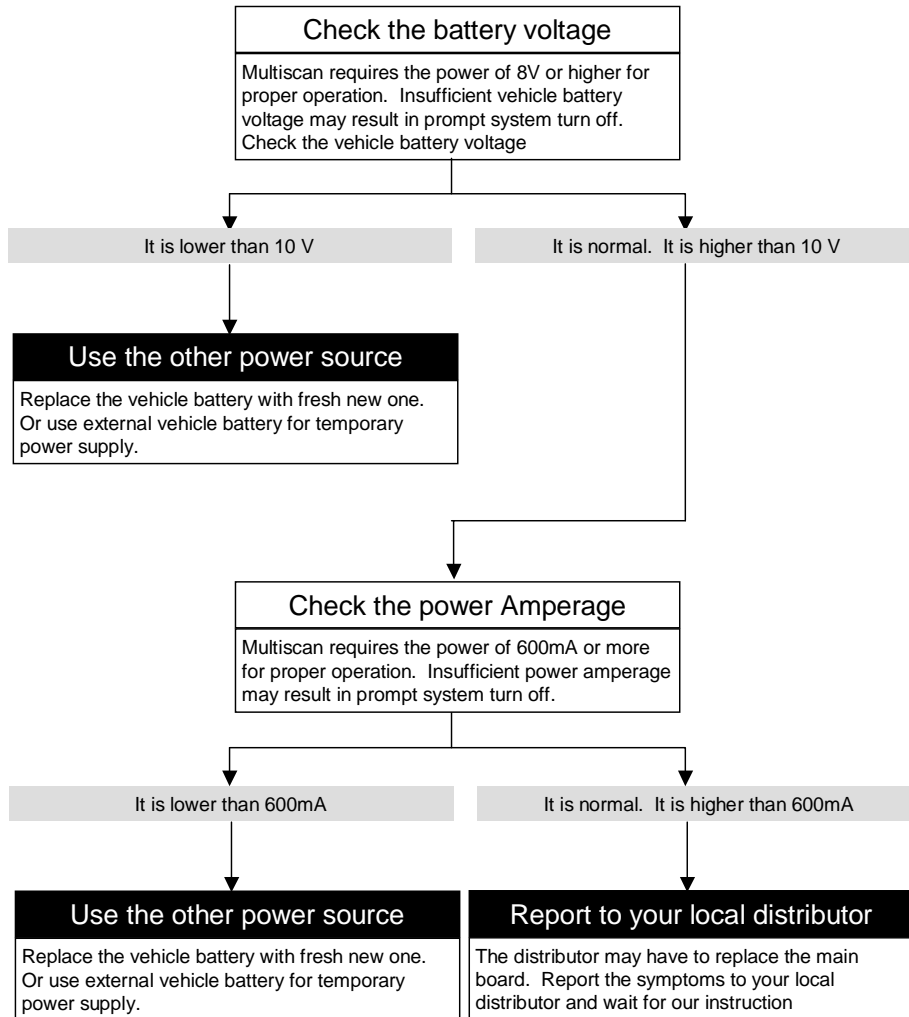 Check the battery voltage
Multiscan requires the power of 8V or higher for
proper operation.  Insufficient vehicle battery
voltage may result in prompt system turn off.
Check the vehicle battery voltage
It is lower than 10 V
It is normal.  It is higher than 10 V
Use the other power source
Replace the vehicle battery with fresh new one.
Or use external vehicle battery for temporary
power supply.
Check the power Amperage
Multiscan requires the power of 600mA or more
for proper operation.  Insufficient power amperage
may result in prompt system turn off.
It is lower than 600mA
It is normal.  It is higher than 600mA
Use the other power source
Replace the vehicle battery with fresh new one.
Or use external vehicle battery for temporary
power supply.
Report to your local distributor
The distributor may have to replace the main
board.  Report the symptoms to your local
distributor and wait for our instruction